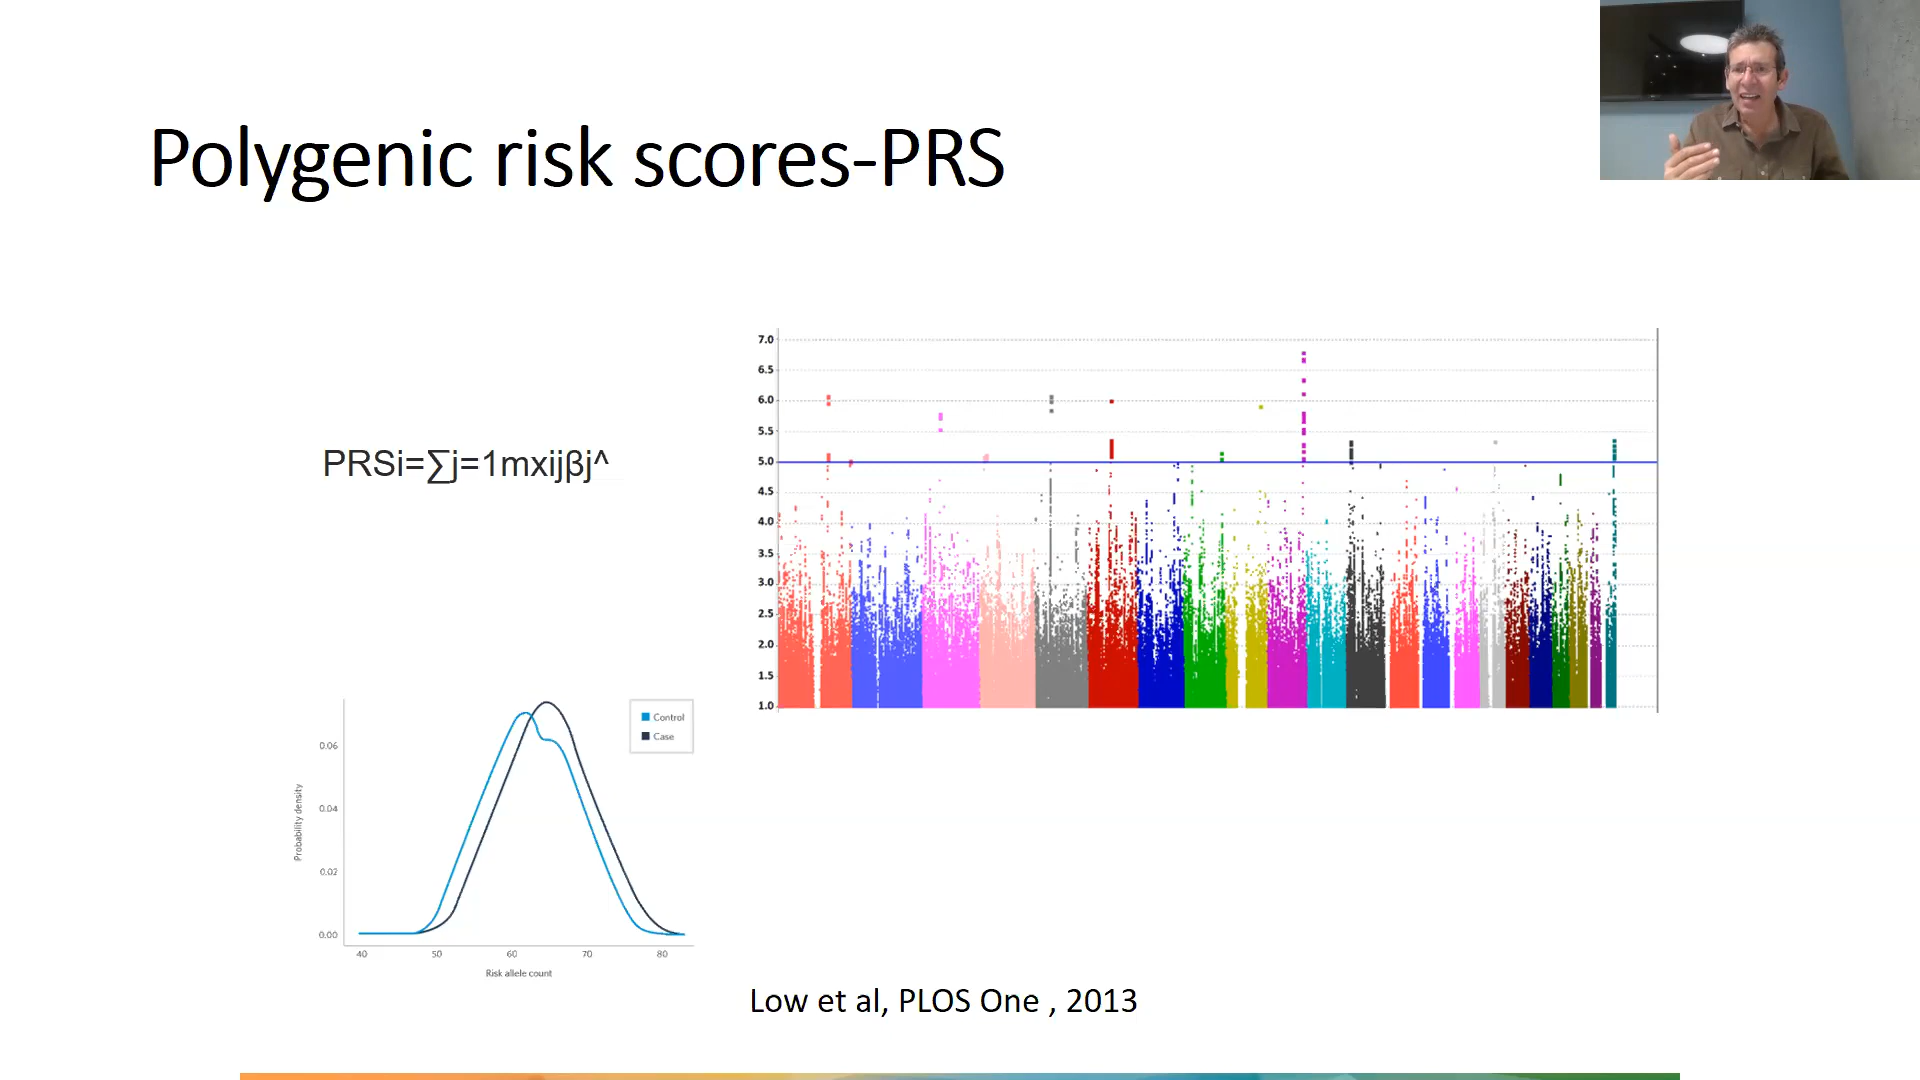 Polygenic risk scores-PRS
7.0
6.5
6.0
5.5
5.0
4.5
4.0
3.5
3.0
2.5
2.0
1.5
1.0
PRSi=∑j=1mxijβj^
Control
Case
0.06
0.04
0.02
0.00
Probability density
40 50 60 70 80
Risk allele count
Low et al, PLOS One , 2013